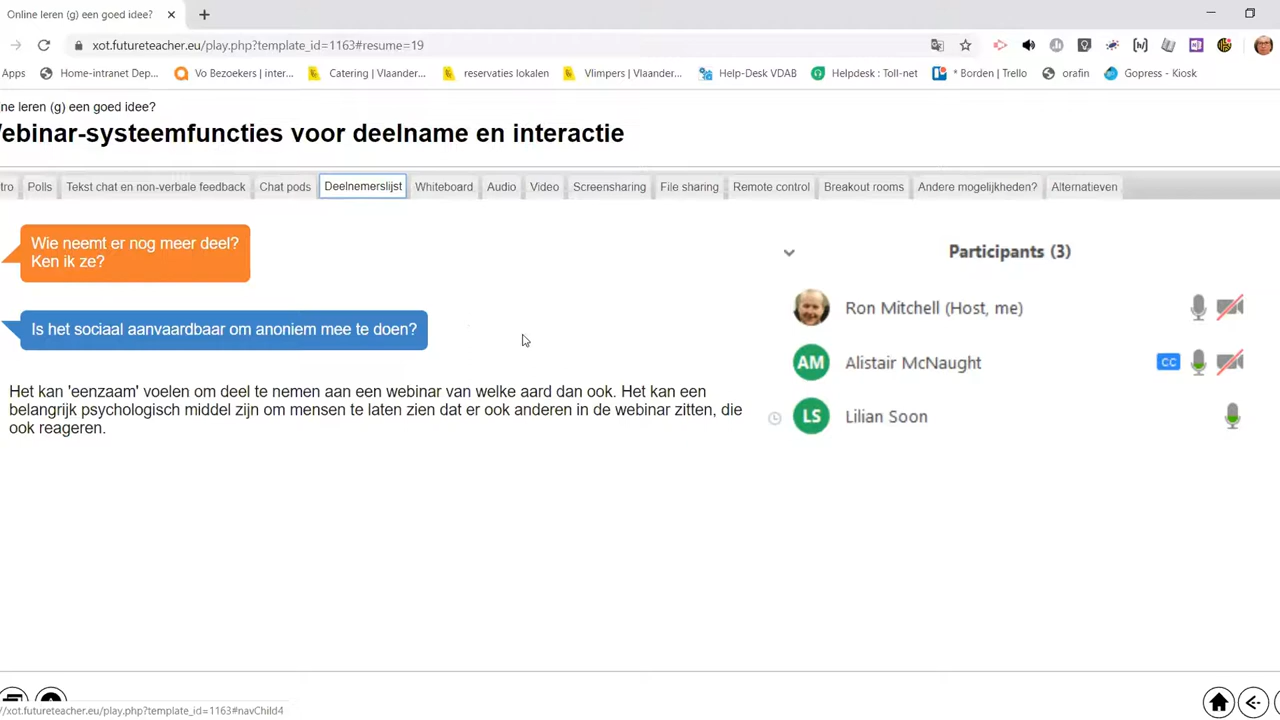 Online leren (g) een goed idee?
xot.futureteacher.eu/play.php?template_id=1163#resume=19
Apps Home-intranet Dep... Vo Bezoekers | inter... Catering | Vlaander... reservaties lokalen Vlimpers | Vlaander... Help-Desk VDAB Helpdesk : Toll-net * Borden | Trello orafin Gopress - Kiosk
ne leren (g) een goed idee?
ebinar-systeemfuncties voor deelname en interactie
tro Polls Tekst chat en non-verbale feedback Chat pods Deelnemerslijst Whiteboard Audio Video Screensharing File sharing Remote control Breakout rooms Andere mogelijkheden? Alternatieven
Wie neemt er nog meer deel?
Ken ik ze?
Is het sociaal aanvaardbaar om anoniem mee te doen?
Het kan 'eenzaam' voelen om deel te nemen aan een webinar van welke aard dan ook. Het kan een
belangrijk psychologisch middel zijn om mensen te laten zien dat er ook anderen in de webinar zitten, die
ook reageren.
Participants (3)
Ron Mitchell (Host, me)
AM Alistair McNaught CC
LS Lilian Soon
//xot.futureteacher.eu/play.php?template_id=1163#navChild4